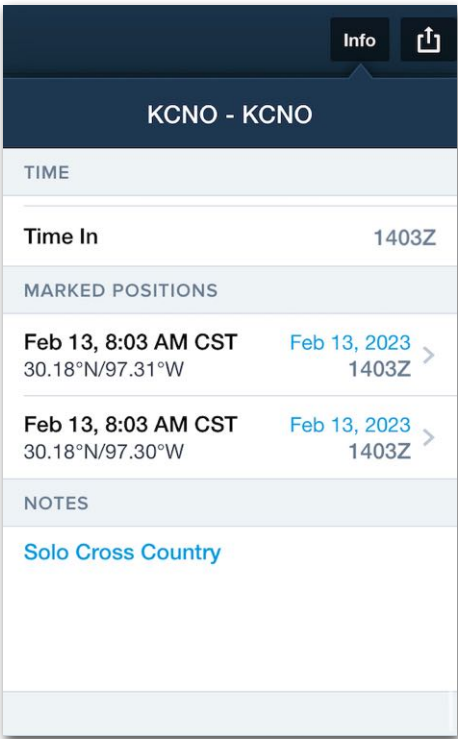 Info
KCNO - KCNO
TIME
Time In 1403Z
MARKED POSITIONS
Feb 13, 8:03 AM CST Feb 13, 2023
30.18°N/97.31°W 1403Z
Feb 13, 8:03 AM CST Feb 13, 2023
30.18°N/97.30°W 1403Z
NOTES
Solo Cross Country